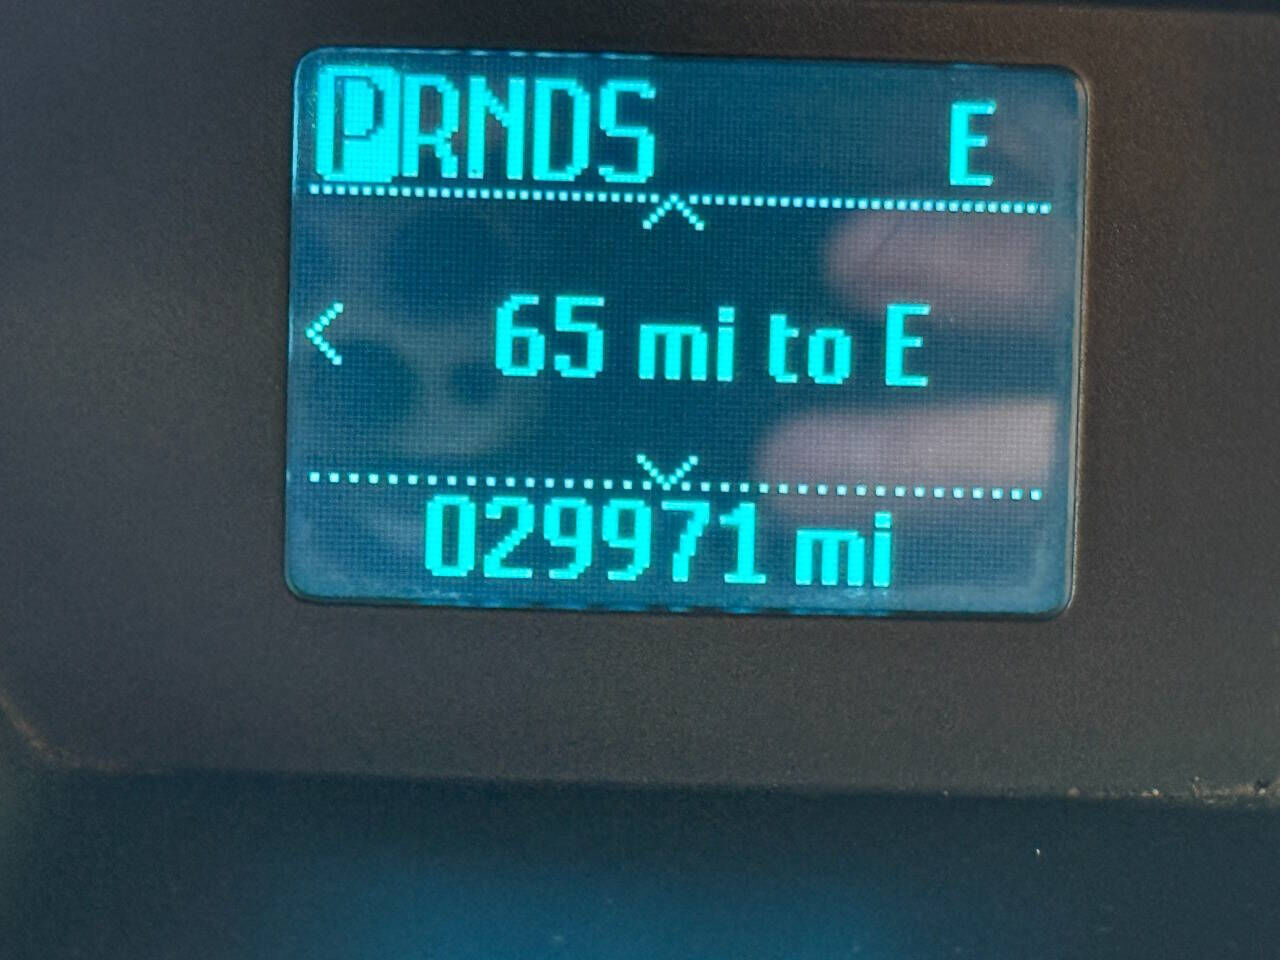 PRNDS E
65 mi to E
029971 mi